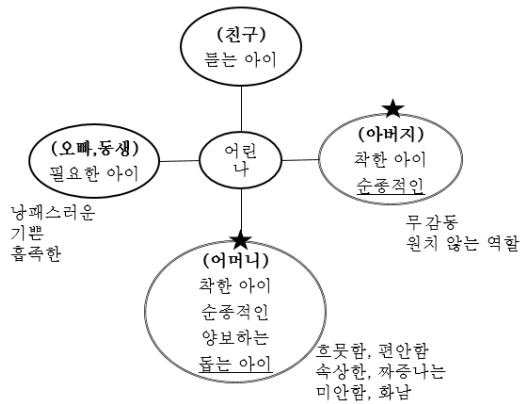 (친구)
믿는 아이
(오빠,동생)
필요한 아이
낭패스러운
기쁜
흡족한
어린
나
(아버지)
착한 아이
순종적인
무감동
원치 않는 역할
(어머니)
착한 아이
순종적인
양보하는
돕는 아이
흐뭇함, 편안함
속상한, 짜증나는
미안함, 화남